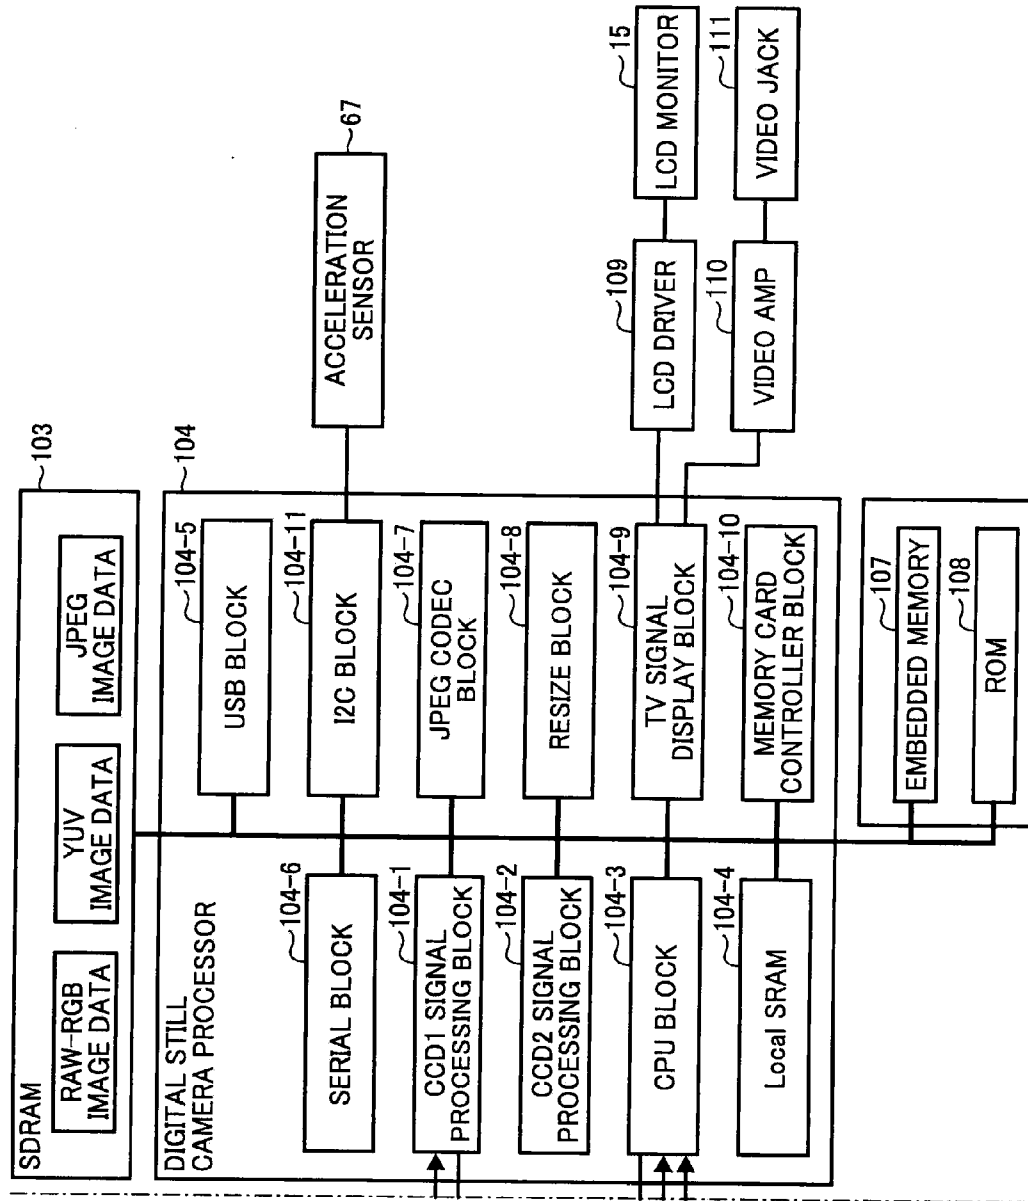 103
SDRAM
RAW-RGB
IMAGE DATA
YUV
IMAGE DATA
JPEG
IMAGE DATA
104
DIGITAL STILL
CAMERA PROCESSOR
104-5
USB BLOCK
104-6
SERIAL BLOCK
104-11
I2C BLOCK
67
ACCELERATION
SENSOR
104-1
CCD1 SIGNAL
PROCESSING BLOCK
104-7
JPEG CODEC
BLOCK
104-2
CCD2 SIGNAL
PROCESSING BLOCK
104-8
RESIZE BLOCK
104-3
CPU BLOCK
104-9
TV SIGNAL
DISPLAY BLOCK
109
LCD DRIVER
15
LCD MONITOR
104-4
Local SRAM
104-10
MEMORY CARD
CONTROLLER BLOCK
110
VIDEO AMP
111
VIDEO JACK
107
EMBEDDED MEMORY
108
ROM